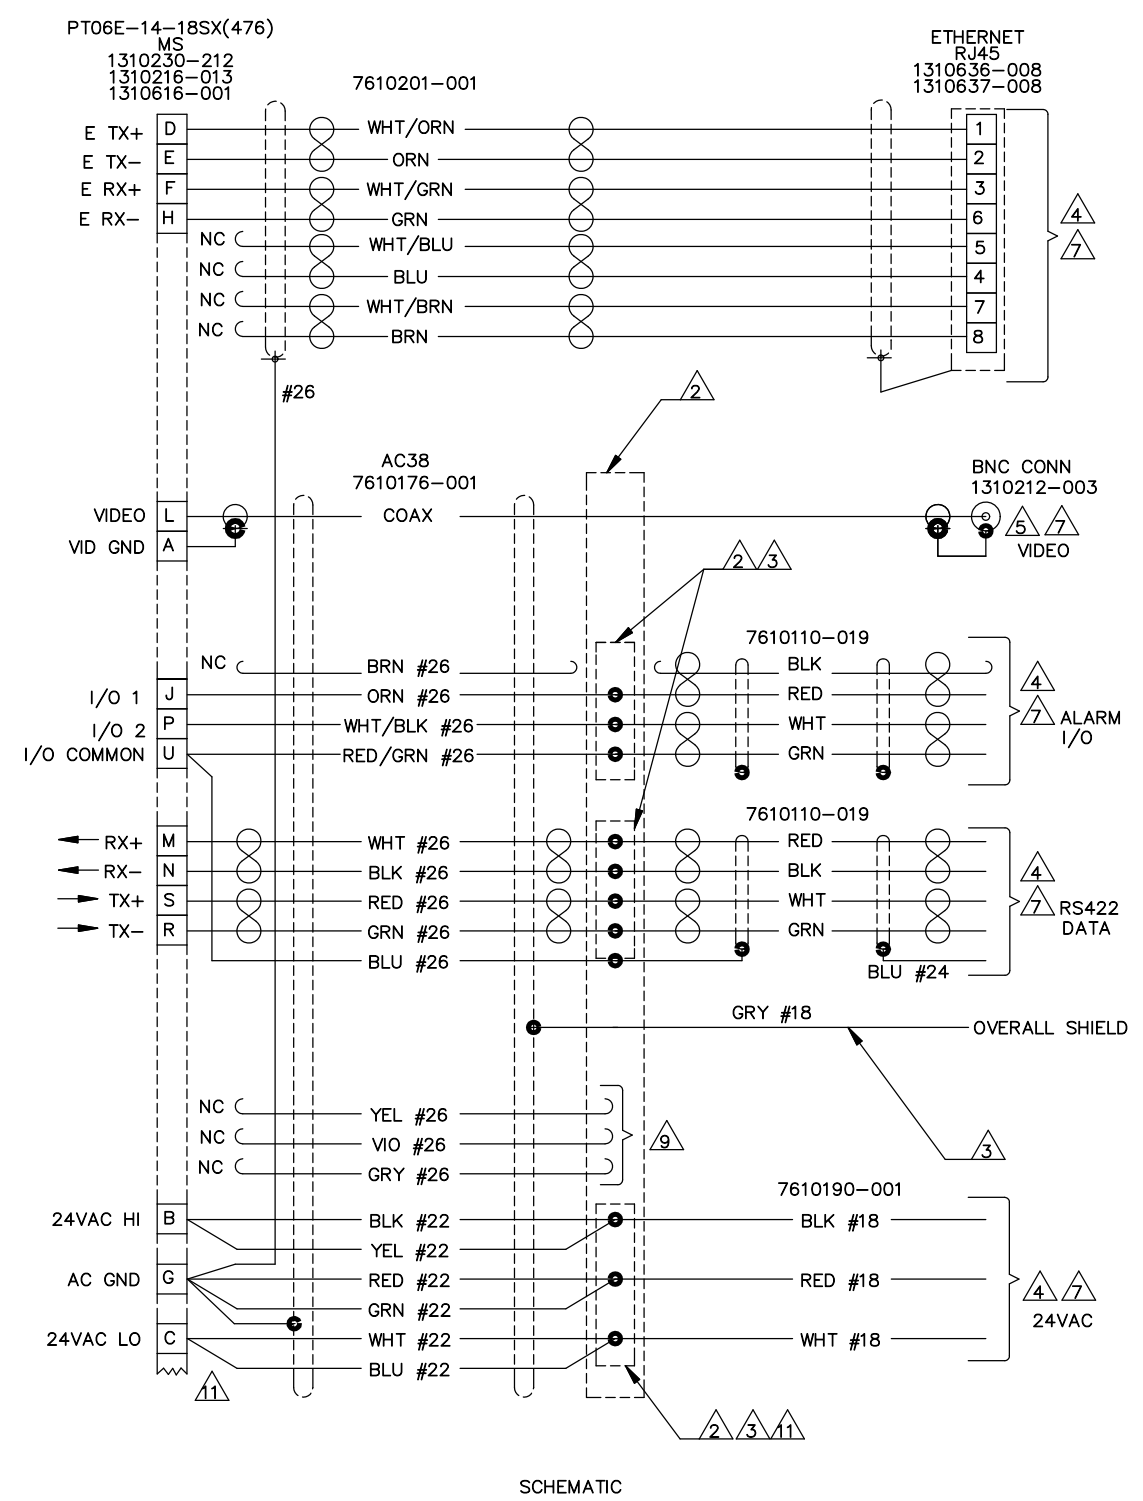 PT06E-14-18SX(476)
MS
1310230-212
1310216-013
1310616-001
7610201-001
ETHERNET
RJ45
1310636-008
1310637-008
E TX+ D WHT/ORN 1
E TX- E ORN 2
E RX+ F WHT/GRN 3
E RX- H GRN 6
NC WHT/BLU 5
NC BLU 4
NC WHT/BRN 7
NC BRN 8
4
7
#26
2
AC38
7610176-001
BNC CONN
1310212-003
VIDEO L COAX
5 7
VID GND A
VIDEO
2 3
7610110-019
NC BRN #26 BLK
I/O 1 J ORN #26 RED
4
I/O 2 P WHT/BLK #26 WHT
7 ALARM
I/O
I/O COMMON U RED/GRN #26 GRN
7610110-019
RX+ M WHT #26 RED
RX- N BLK #26 BLK
4
TX+ S RED #26 WHT
7 RS422
DATA
TX- R GRN #26 GRN
BLU #26
BLU #24
GRY #18
OVERALL SHIELD
3
NC YEL #26
NC VIO #26
9
NC GRY #26
7610190-001
24VAC HI B BLK #22 BLK #18
YEL #22
AC GND G RED #22 RED #18
4 7
24VAC
GRN #22
24VAC LO C WHT #22 WHT #18
BLU #22
11
2 3 11
SCHEMATIC